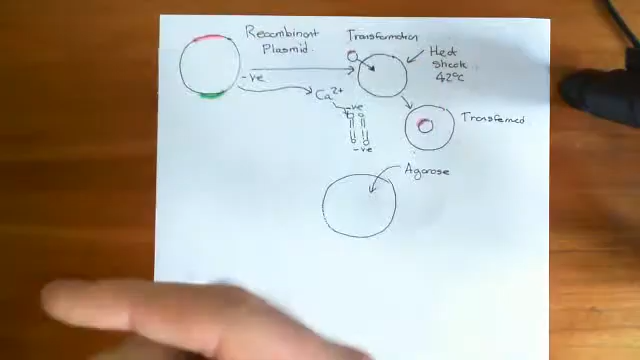 Recombinant
Plasmid.
Transformation
Heat
shock
42°C
-ve
Ca2+
-ve
-ve
Transformed
Agarose